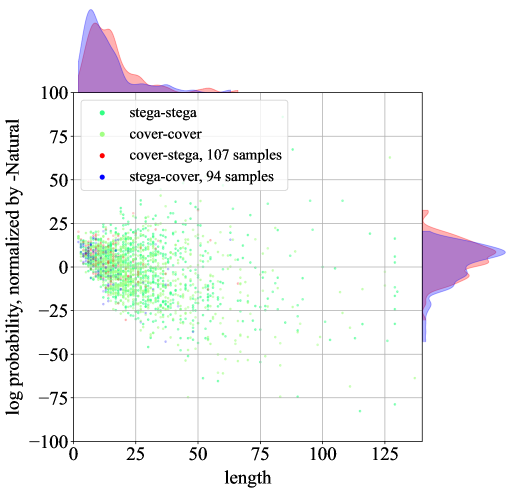 100
75
50
25
0
−25
−50
−75
−100
log probability, normalized by -Natural
stega-stega
cover-cover
cover-stega, 107 samples
stega-cover, 94 samples
0
25
50
75
100
125
length